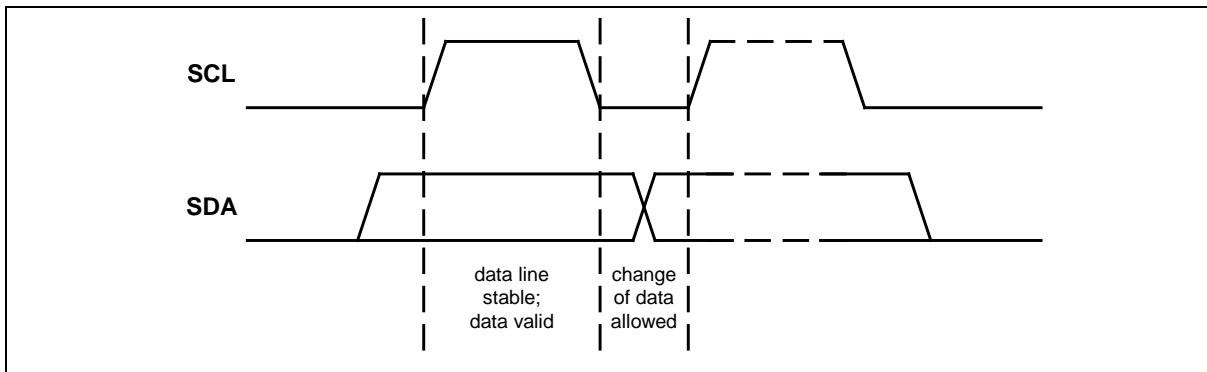 SCL
SDA
data line
stable;
data valid
change
of data
allowed